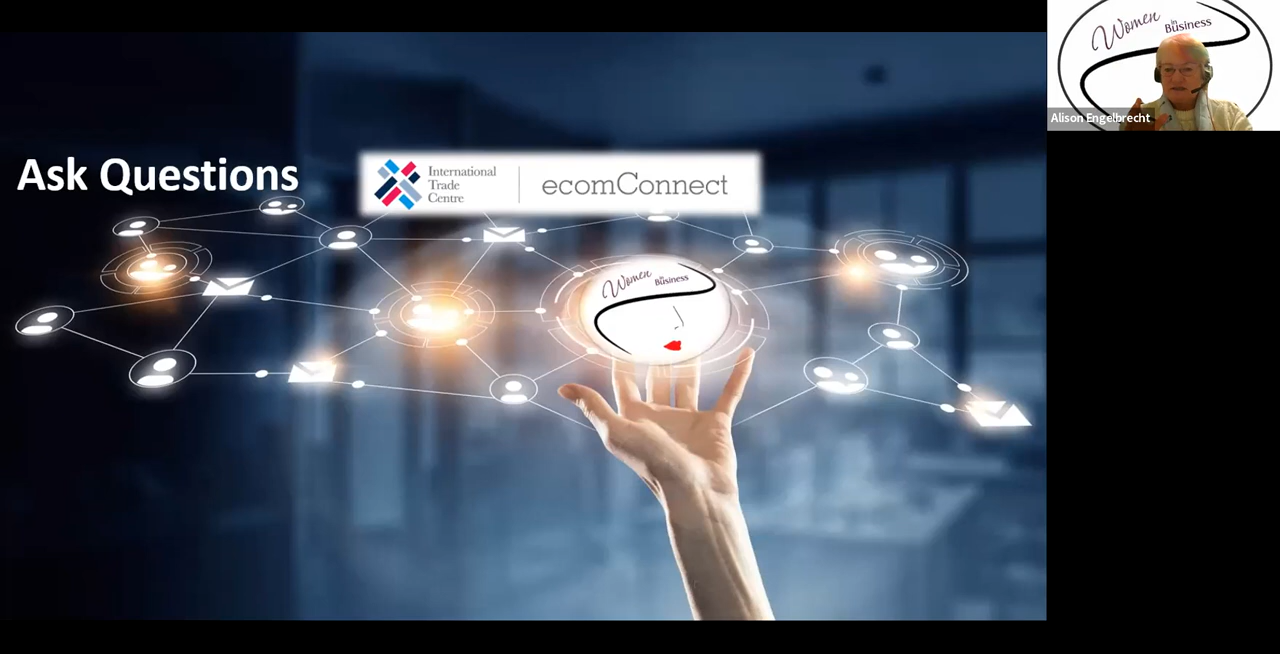 Ask Questions
International
Trade
Centre
ecomConnect
Women
in
Business
Women
in
Business
Alison Engelbrecht